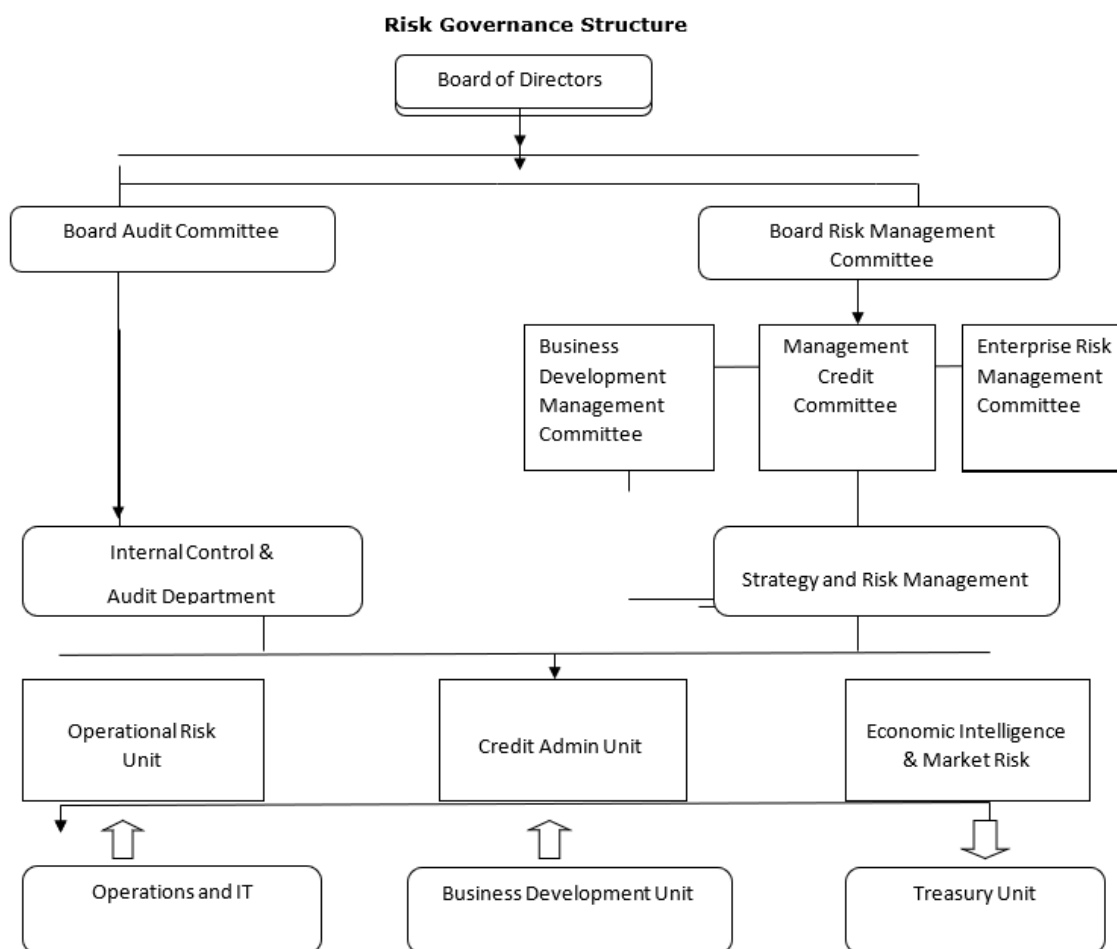 Risk Governance Structure
Board of Directors
Board Audit Committee
Board Risk Management
Committee
Business
Development
Management
Committee
Management
Credit
Committee
Enterprise Risk
Management
Committee
Internal Control &
Audit Department
Strategy and Risk Management
Operational Risk
Unit
Credit Admin Unit
Economic Intelligence
& Market Risk
Operations and IT
Business Development Unit
Treasury Unit